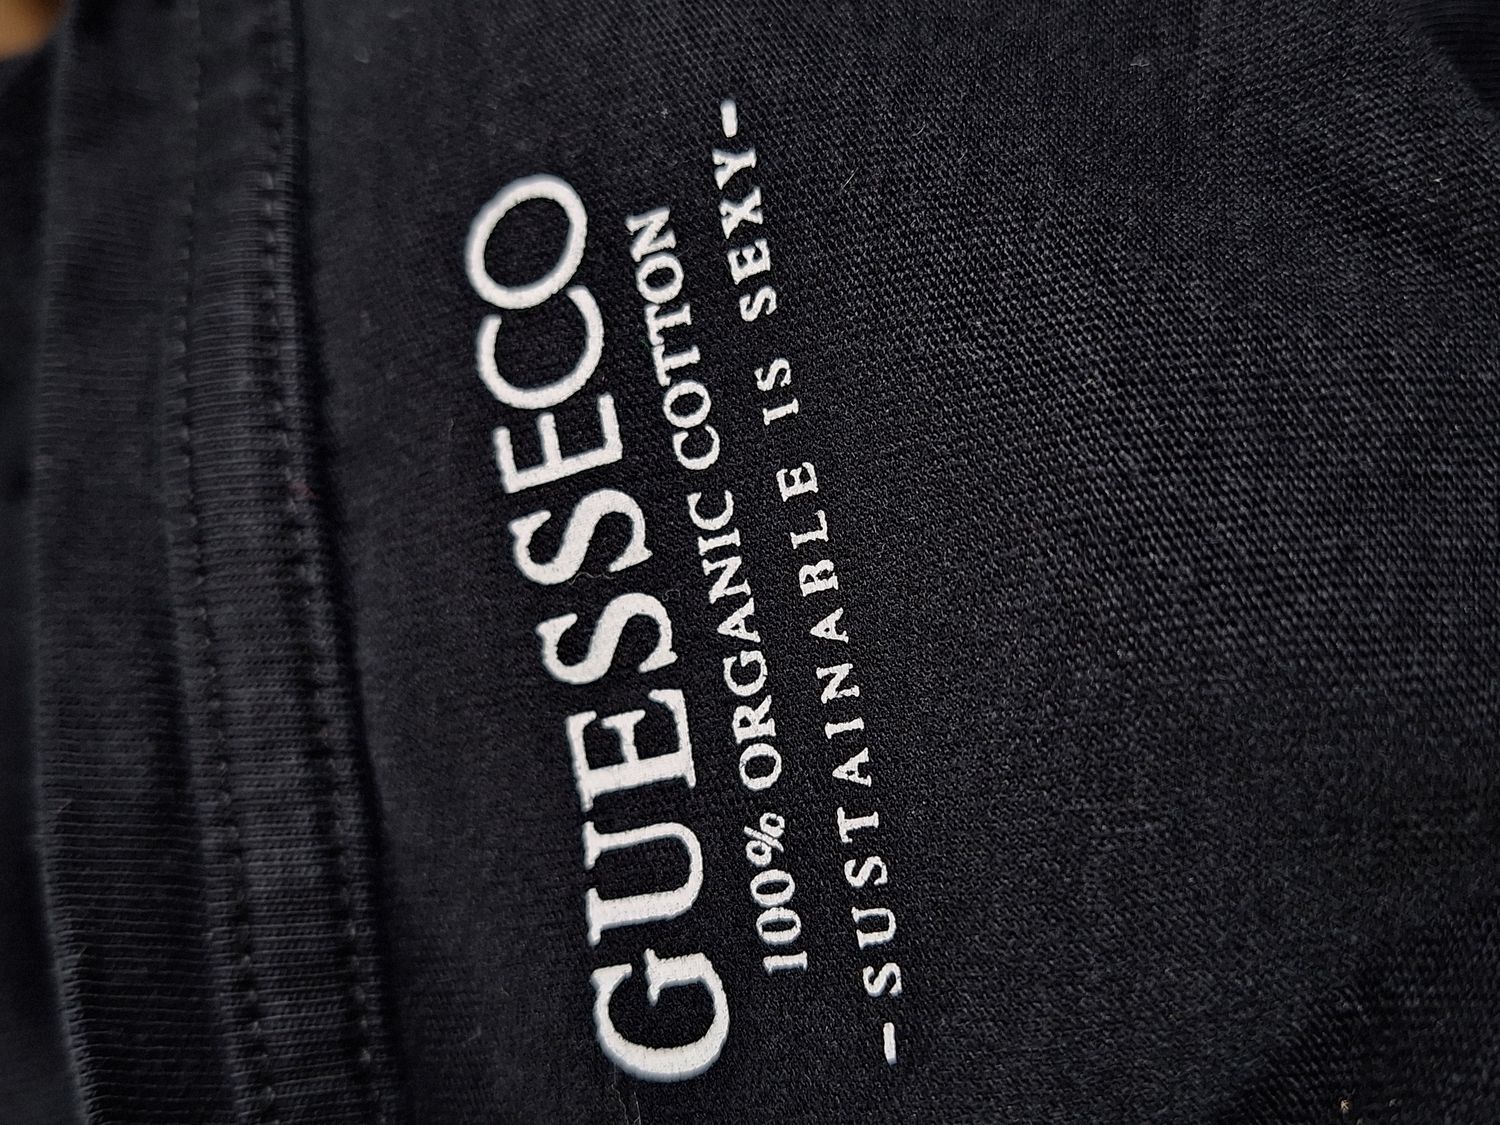 GUESSECO
100% ORGANIC COTTON
- SUSTAINABLE IS SEXY -